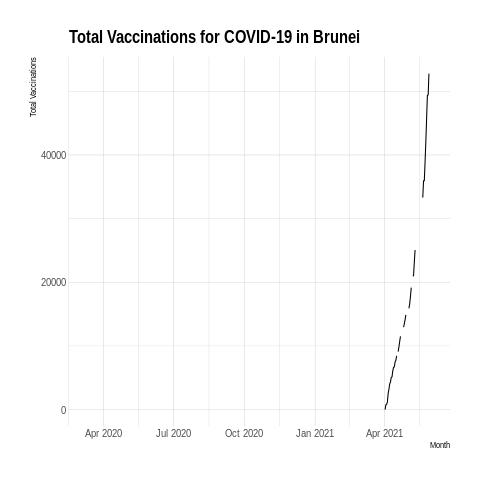 Total Vaccinations for COVID-19 in Brunei
Total Vaccinations
40000
20000
0
Apr 2020 Jul 2020 Oct 2020 Jan 2021 Apr 2021
Month